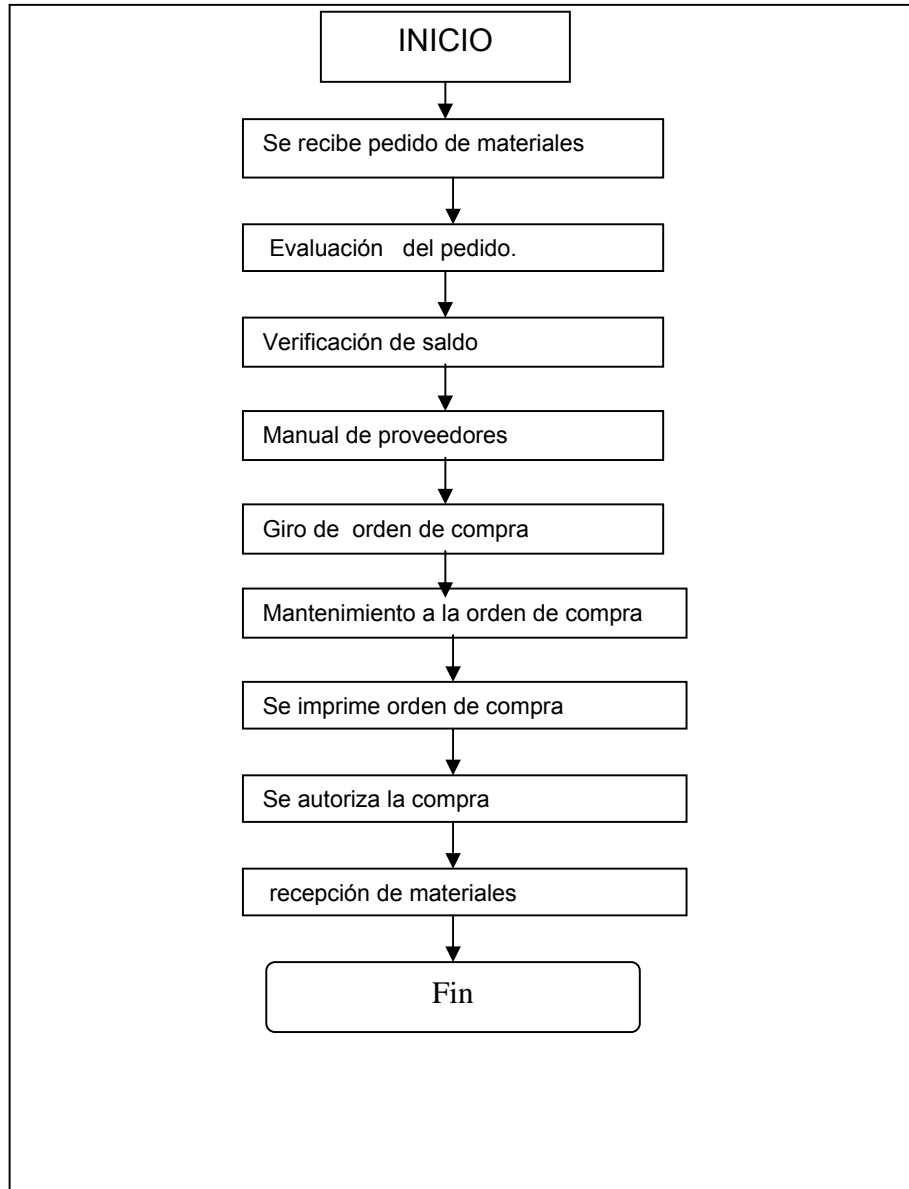 INICIO
Se recibe pedido de materiales
Evaluación del pedido.
Verificación de saldo
Manual de proveedores
Giro de orden de compra
Mantenimiento a la orden de compra
Se imprime orden de compra
Se autoriza la compra
recepción de materiales
Fin